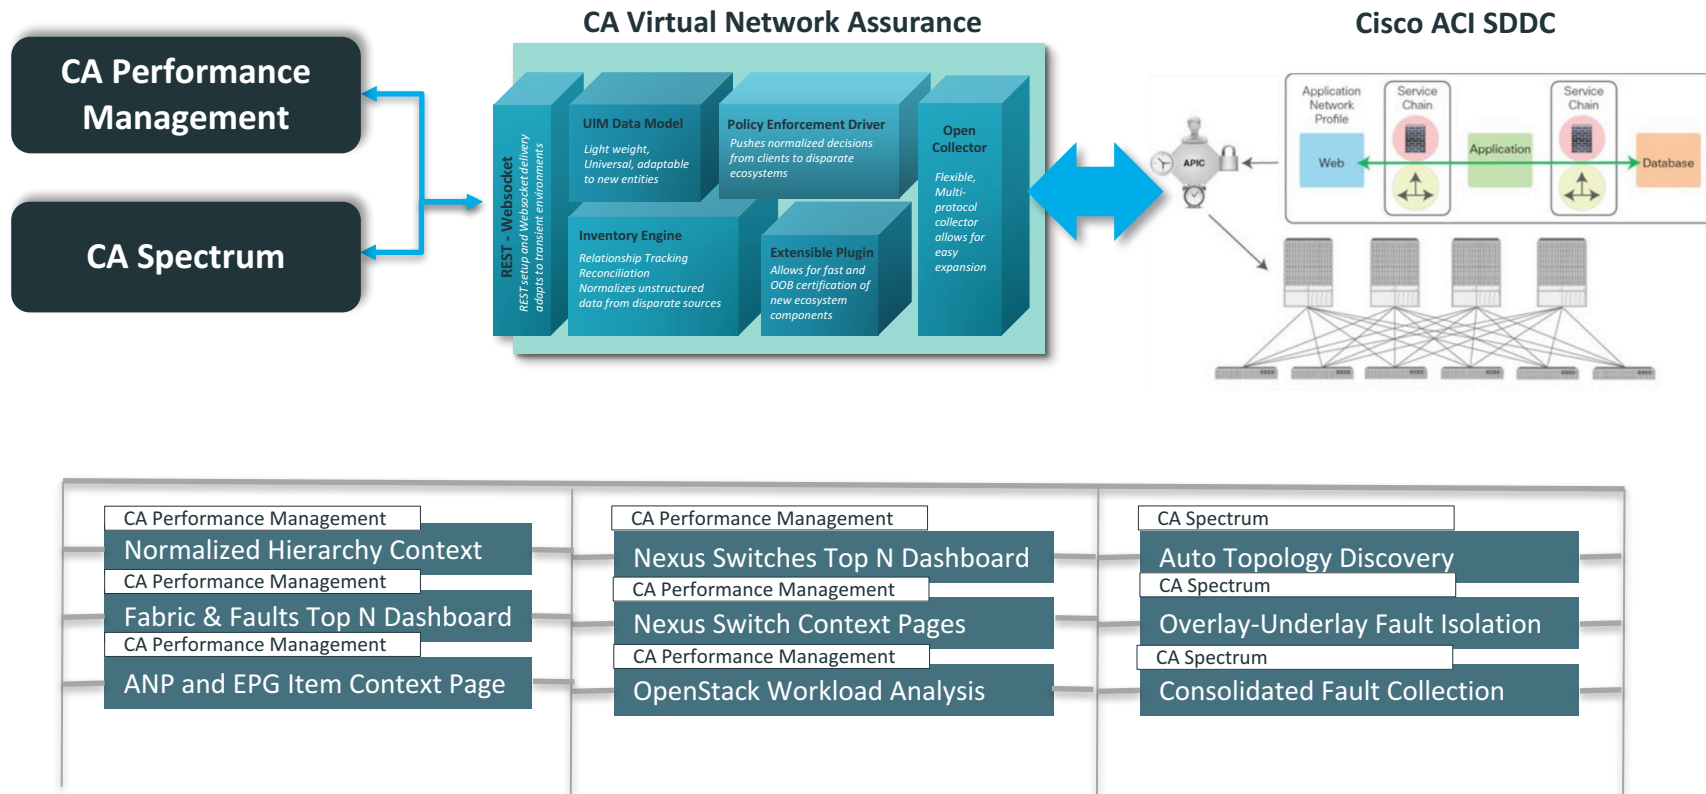 CA Virtual Network Assurance
Cisco ACI SDDC
CA Performance
Management
CA Spectrum
REST - Websocket
REST setup and Websocket delivery
adapts to transient environments
UIM Data Model
Light weight,
Universal, adaptable
to new entities
Policy Enforcement Driver
Pushes normalized decisions
from clients to disparate
ecosystems
Inventory Engine
Relationship Tracking
Reconciliation
Normalizes unstructured
data from disparate sources
Extensible Plugin
Allows for fast and
OOB certification of
new ecosystem
components
Open
Collector
Flexible,
Multi-
protocol
collector
allows for
easy
expansion
APIC
Application
Network
Profile
Service
Chain
Service
Chain
Web
Application
Database
CA Performance Management
Normalized Hierarchy Context
CA Performance Management
Fabric & Faults Top N Dashboard
CA Performance Management
ANP and EPG Item Context Page
CA Performance Management
Nexus Switches Top N Dashboard
CA Performance Management
Nexus Switch Context Pages
CA Performance Management
OpenStack Workload Analysis
CA Spectrum
Auto Topology Discovery
CA Spectrum
Overlay-Underlay Fault Isolation
CA Spectrum
Consolidated Fault Collection